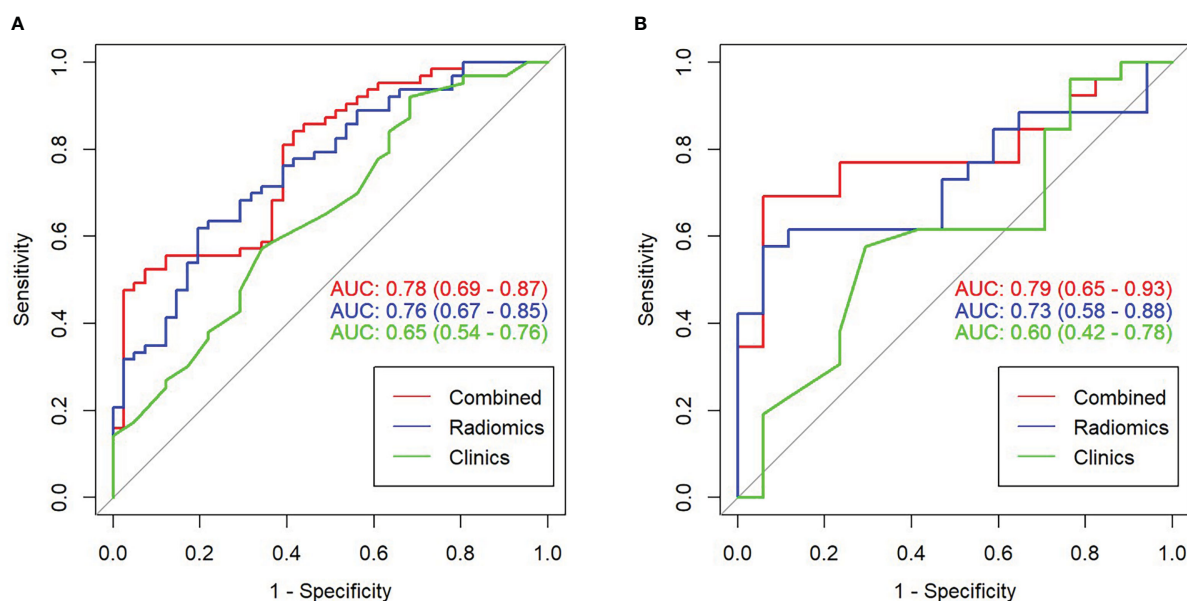 A
Sensitivity
1.0
0.8
0.6
0.4
0.2
0.0
AUC: 0.78 (0.69 - 0.87)
AUC: 0.76 (0.67 - 0.85)
AUC: 0.65 (0.54 - 0.76)
Combined
Radiomics
Clinics
0.0 0.2 0.4 0.6 0.8 1.0
1 - Specificity
B
Sensitivity
1.0
0.8
0.6
0.4
0.2
0.0
AUC: 0.79 (0.65 - 0.93)
AUC: 0.73 (0.58 - 0.88)
AUC: 0.60 (0.42 - 0.78)
Combined
Radiomics
Clinics
0.0 0.2 0.4 0.6 0.8 1.0
1 - Specificity